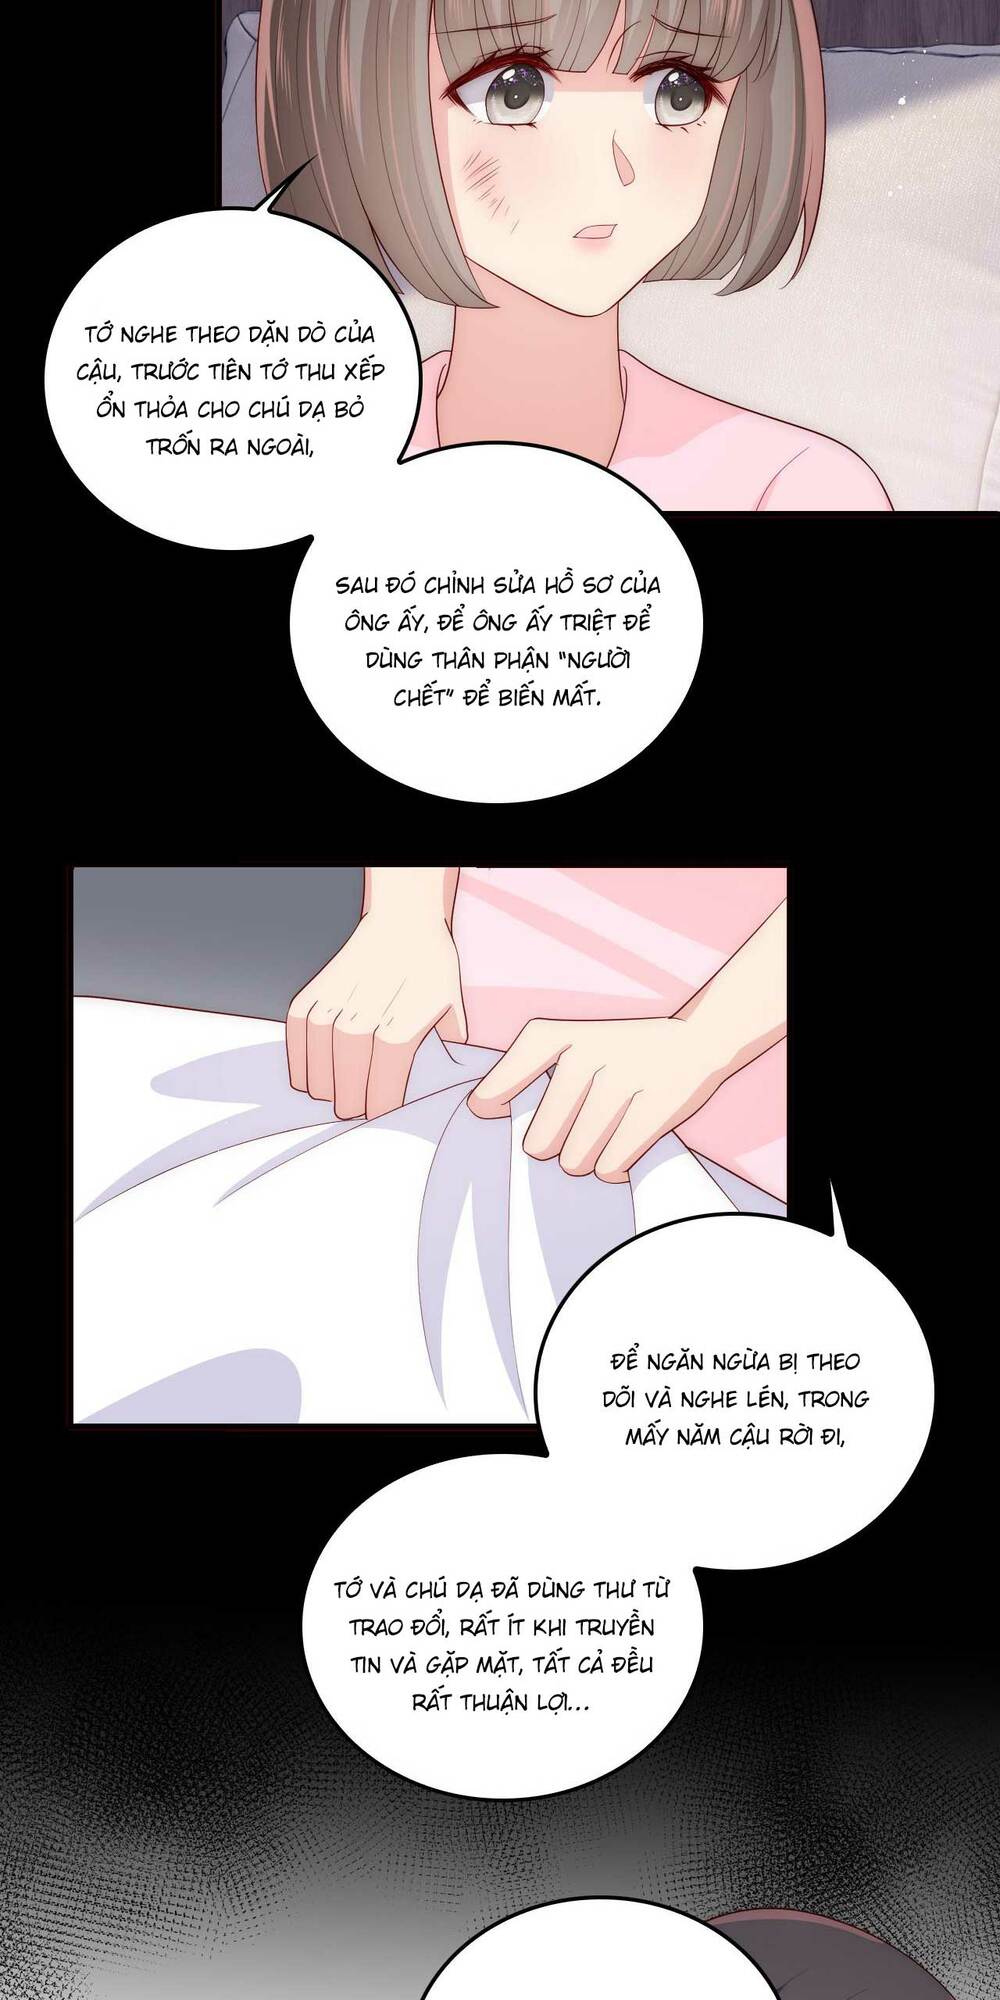 TỚ NGHE THEO DẶN DÒ CỦA
CẬU, TRƯỚC TIÊN TỚ THU XẾP
ỔN THỎA CHO CHÚ DẠ BỎ
TRỐN RA NGOÀI,
SAU ĐÓ CHỈNH SỬA HỒ SƠ CỦA
ÔNG ẤY, ĐỂ ÔNG ẤY TRIỆT ĐỂ
DÙNG THÂN PHẬN "NGƯỜI
CHẾT" ĐỂ BIẾN MẤT.
ĐỂ NGĂN NGỪA BỊ THEO
DÕI VÀ NGHE LÉN, TRONG
MẤY NĂM CẬU RỜI ĐI,
TỚ VÀ CHÚ DẠ ĐÃ DÙNG THƯ TỪ
TRAO ĐỔI, RẤT ÍT KHI TRUYỀN
TIN VÀ GẶP MẶT, TẤT CẢ ĐỀU
RẤT THUẬN LỢI...